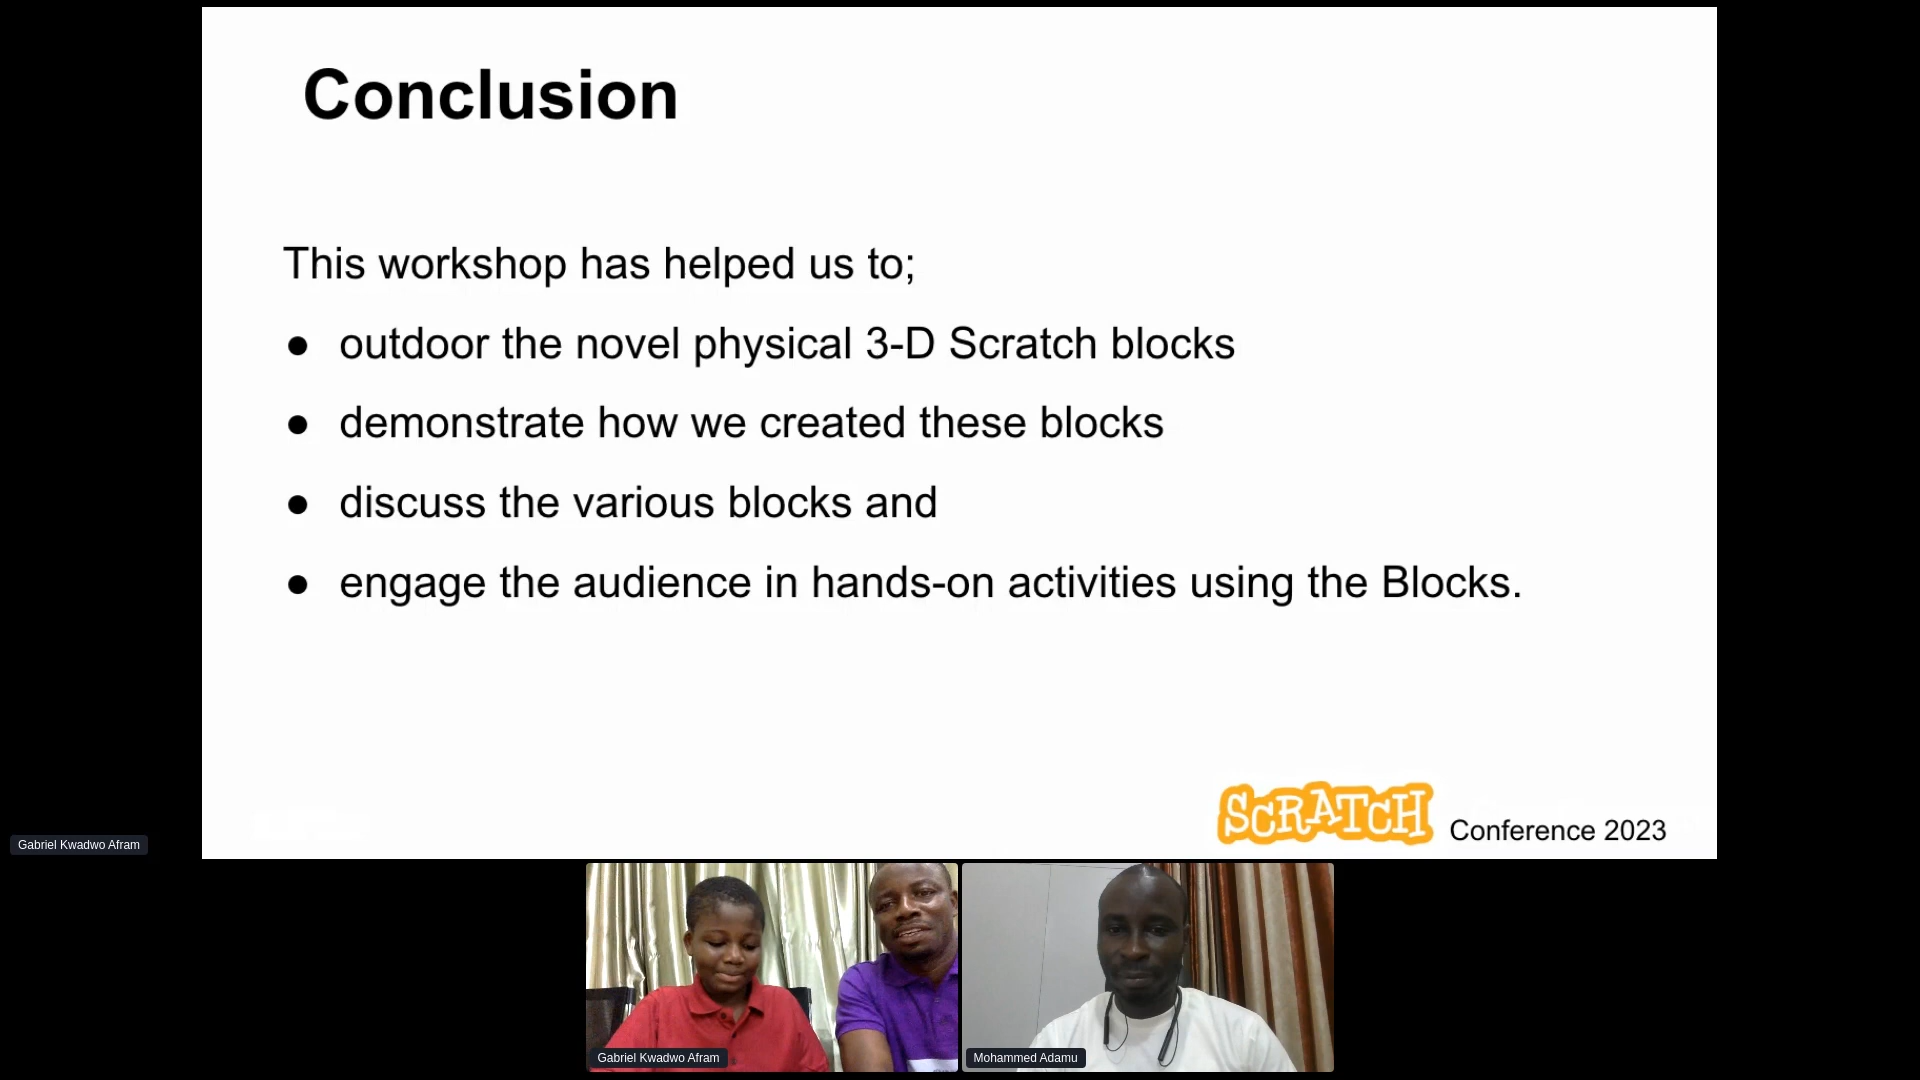 Conclusion
This workshop has helped us to;
● outdoor the novel physical 3-D Scratch blocks
● demonstrate how we created these blocks
● discuss the various blocks and
● engage the audience in hands-on activities using the Blocks.
SCRATCH Conference 2023
Gabriel Kwadwo Afram
Gabriel Kwadwo Afram
Mohammed Adamu